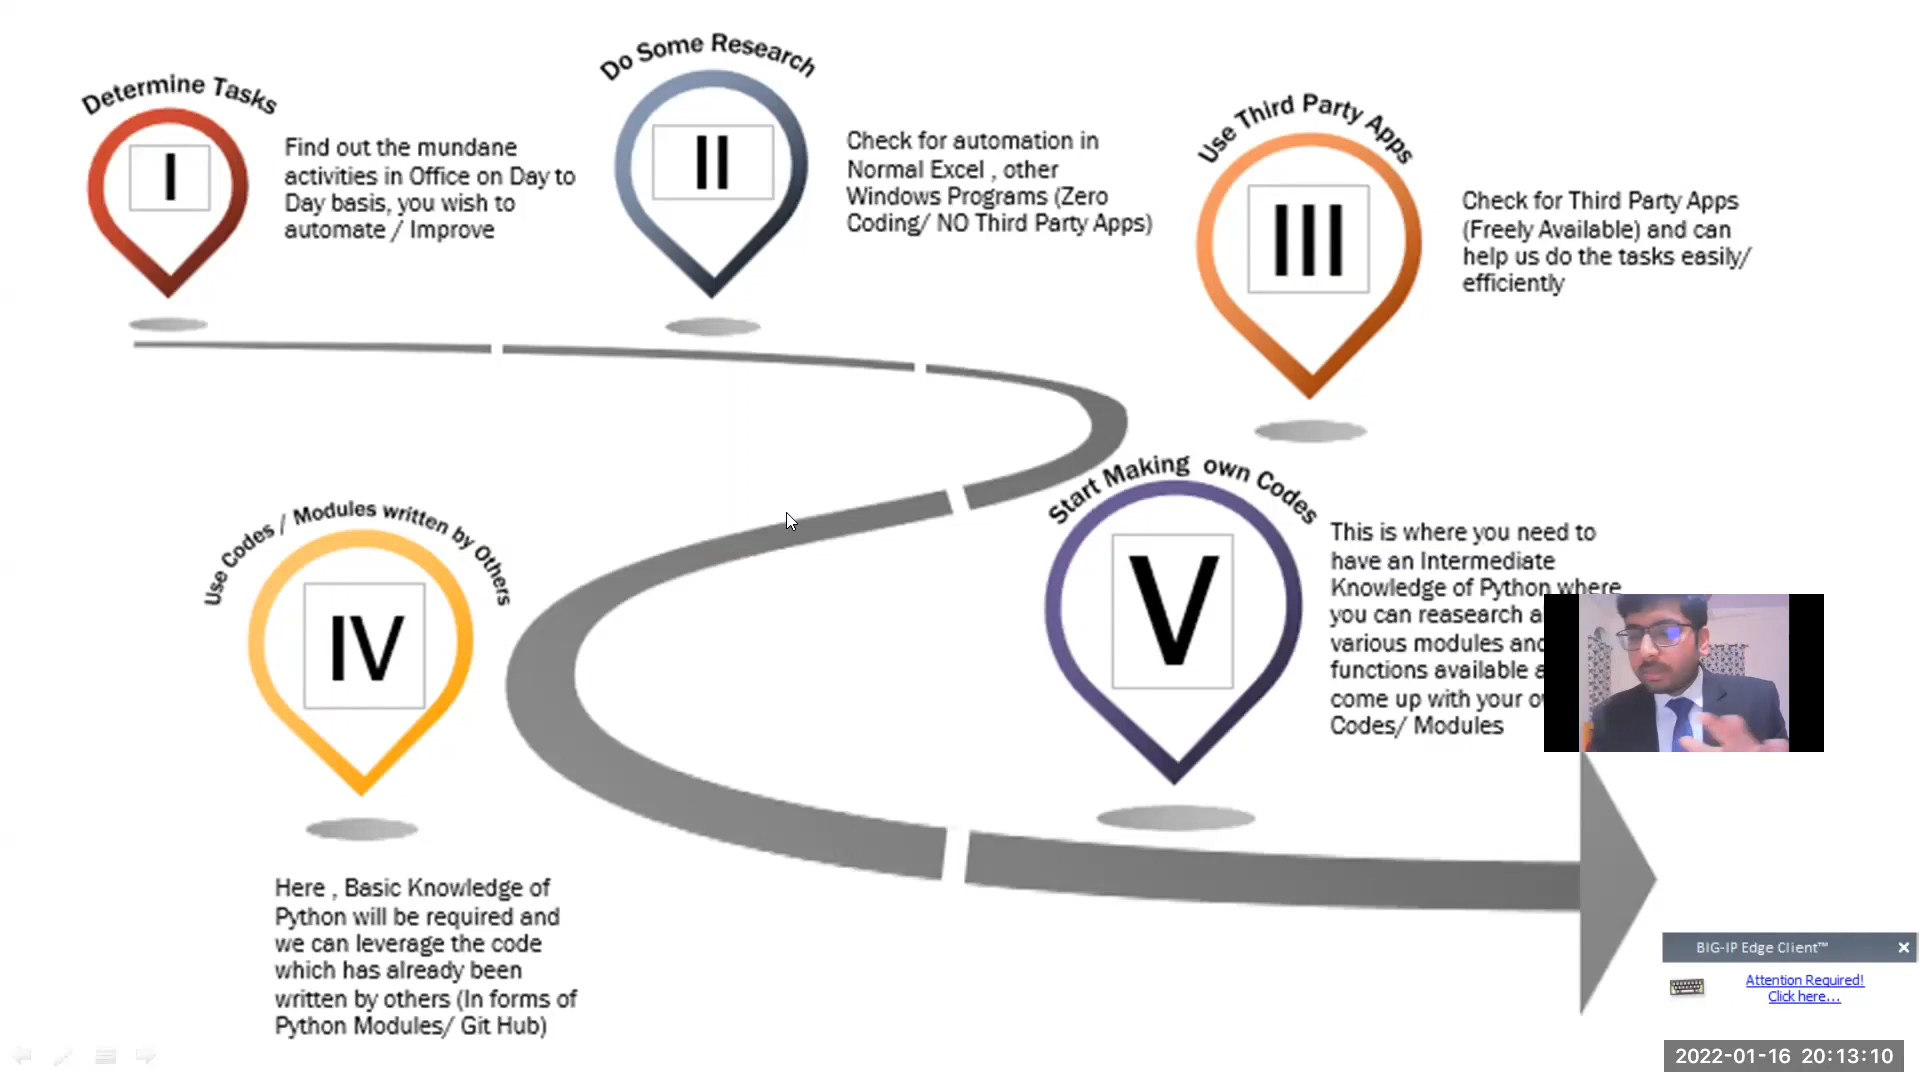 Determine Tasks
I
Find out the mundane
activities in Office on Day to
Day basis, you wish to
automate / Improve
Do Some Research
II
Check for automation in
Normal Excel , other
Windows Programs (Zero
Coding/ NO Third Party Apps)
Use Third Party Apps
III
Check for Third Party Apps
(Freely Available) and can
help us do the tasks easily/
efficiently
Use Codes / Modules written by Others
IV
Here , Basic Knowledge of
Python will be required and
we can leverage the code
which has already been
written by others (In forms of
Python Modules/ Git Hub)
Start Making own Codes
V
This is where you need to
have an Intermediate
Knowledge of Python where
you can reasearch
various modules
functions available
come up with your
Codes/ Modules
BIG-IP Edge Client™
Attention Required!
Click here...
2022-01-16 20:13:10